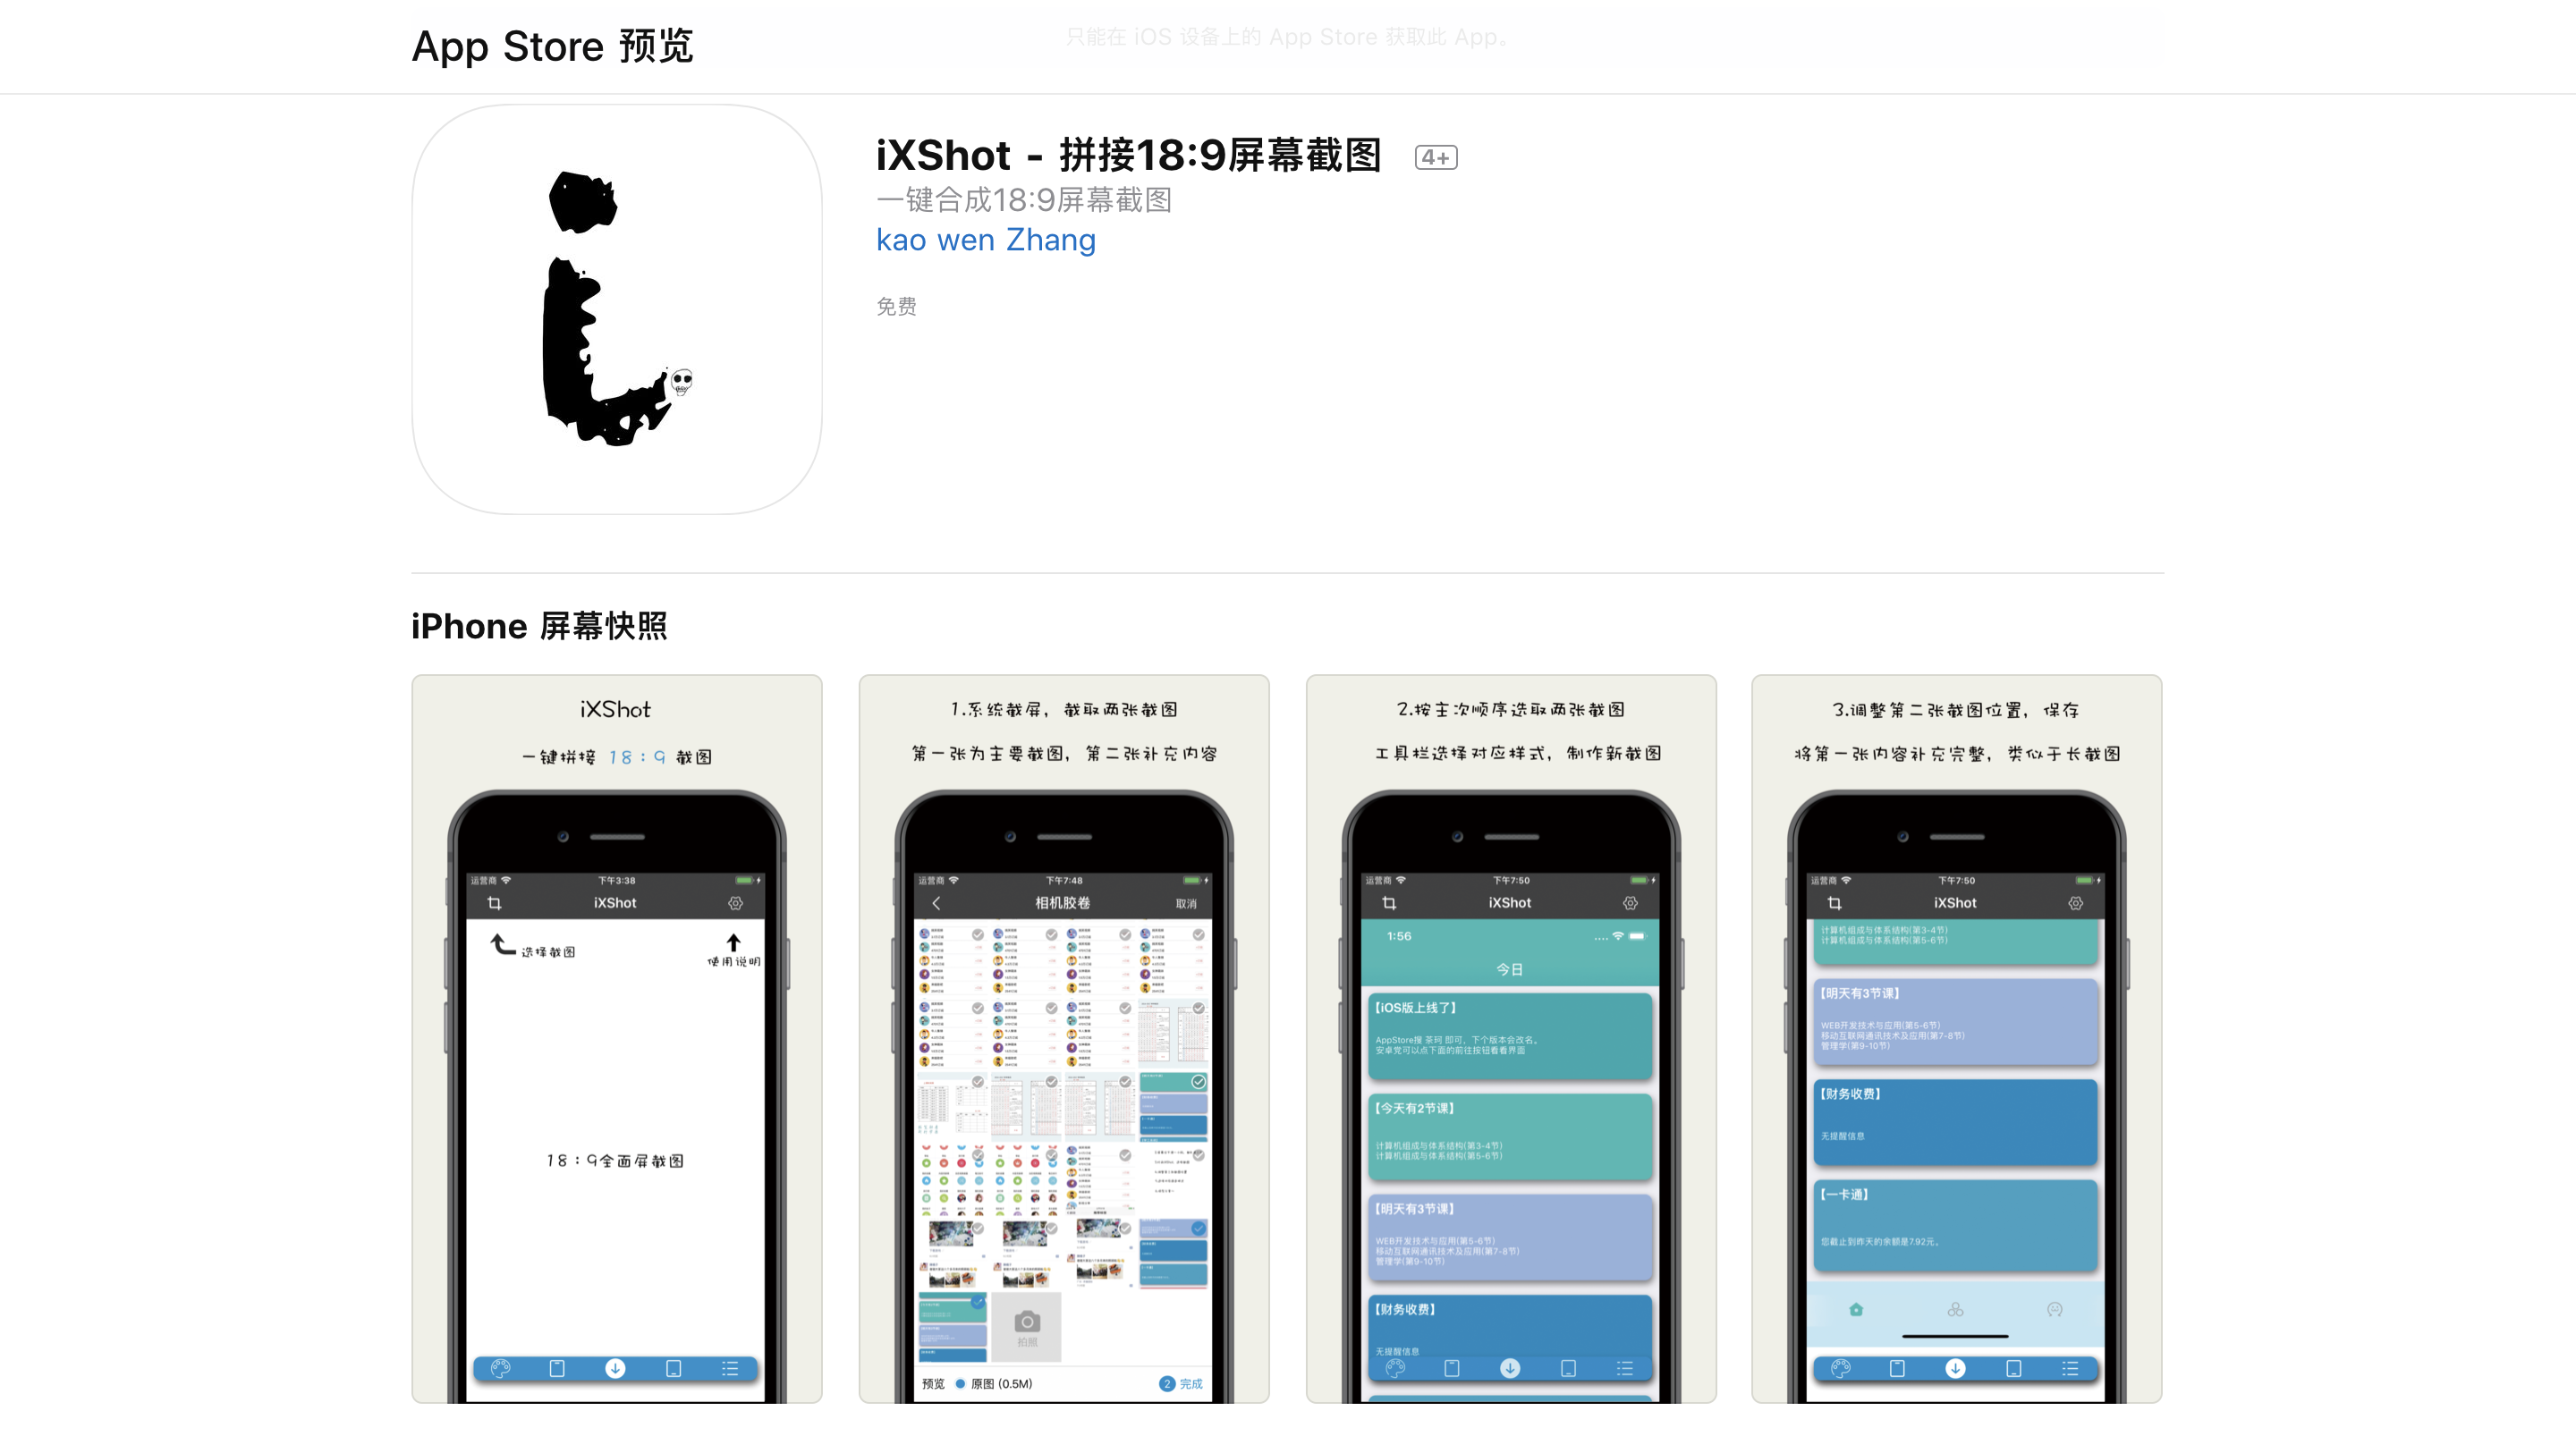 App Store 预览
只能在 iOS 设备上的 App Store 获取此 App。
iXShot - 拼接18:9屏幕截图 4+
一键合成18:9屏幕截图
kao wen Zhang
免费
iPhone 屏幕快照
iXShot
一键拼接 18:9 截图
运营商 下午3:38
iXShot
选择截图
使用说明
18:9全面屏截图
1.系统截屏，截取两张截图
第一张为主要截图，第二张补充内容
运营商 下午7:48
相机胶卷 取消
拍照
预览 原图 (0.5M) 2 完成
2.按主次顺序选取两张截图
工具栏选择对应样式，制作新截图
运营商 下午7:50
iXShot
1:56
今日
【iOS版上线了】
AppStore搜 茶珂 即可，下个版本会改名。
安卓党可以点下面的前往按钮看看界面
【今天有2节课】
计算机组成与体系结构(第3-4节)
计算机组成与体系结构(第5-6节)
【明天有3节课】
WEB开发技术与应用(第5-6节)
移动互联网通讯技术及应用(第7-8节)
管理学(第9-10节)
【财务收费】
无提醒信息
3.调整第二张截图位置，保存
将第一张内容补充完整，类似于长截图
运营商 下午7:50
iXShot
计算机组成与体系结构(第3-4节)
计算机组成与体系结构(第5-6节)
【明天有3节课】
WEB开发技术与应用(第5-6节)
移动互联网通讯技术及应用(第7-8节)
管理学(第9-10节)
【财务收费】
无提醒信息
【一卡通】
您截止到昨天的余额是7.92元。